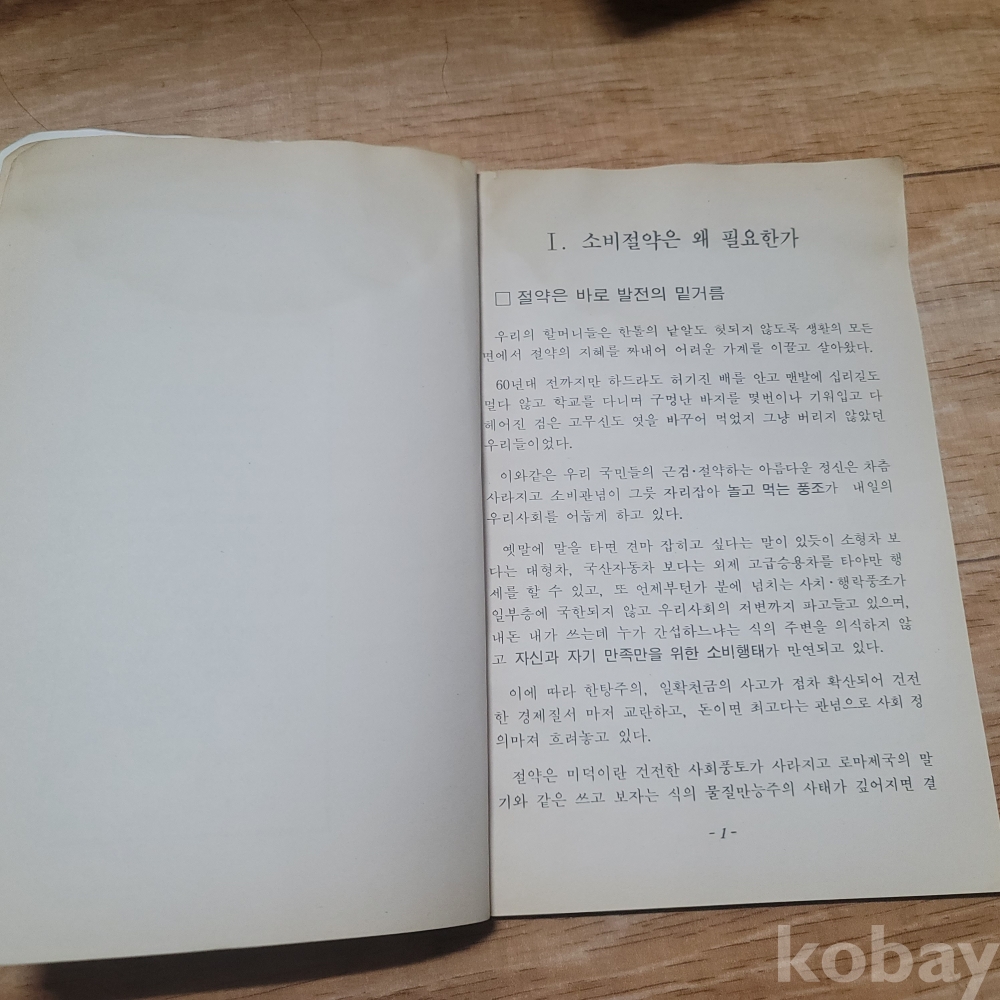 I. 소비절약은 왜 필요한가
□ 절약은 바로 발전의 밑거름
우리의 할머니들은 한톨의 낱알도 헛되지 않도록 생활의 모든
면에서 절약의 지혜를 짜내어 어려운 가계를 이끌고 살아왔다.
60년대 전까지만 하드라도 허기진 배를 안고 맨발에 십리길도
멀다 않고 학교를 다니며 구멍난 바지를 몇번이나 기워입고 다
헤어진 검은 고무신도 엿을 바꾸어 먹었지 그냥 버리지 않았던
우리들이었다.
이와같은 우리 국민들의 근검·절약하는 아름다운 정신은 차츰
사라지고 소비관념이 그릇 자리잡아 놀고 먹는 풍조가 내일의
우리사회를 어둡게 하고 있다.
옛말에 말을 타면 견마 잡히고 싶다는 말이 있듯이 소형차 보
다는 대형차, 국산자동차 보다는 외제 고급승용차를 타야만 행
세를 할 수 있고, 또 언제부턴가 분에 넘치는 사치·행락풍조가
일부층에 국한되지 않고 우리사회의 저변까지 파고들고 있으며,
내돈 내가 쓰는데 누가 간섭하느냐는 식의 주변을 의식하지 않
고 자신과 자기 만족만을 위한 소비행태가 만연되고 있다.
이에 따라 한탕주의, 일확천금의 사고가 점차 확산되어 건전
한 경제질서 마저 교란하고, 돈이면 최고다는 관념으로 사회 정
의마저 흐려놓고 있다.
절약은 미덕이란 건전한 사회풍토가 사라지고 로마제국의 말
기와 같은 쓰고 보자는 식의 물질만능주의 사태가 깊어지면 결
- 1 -
kobay